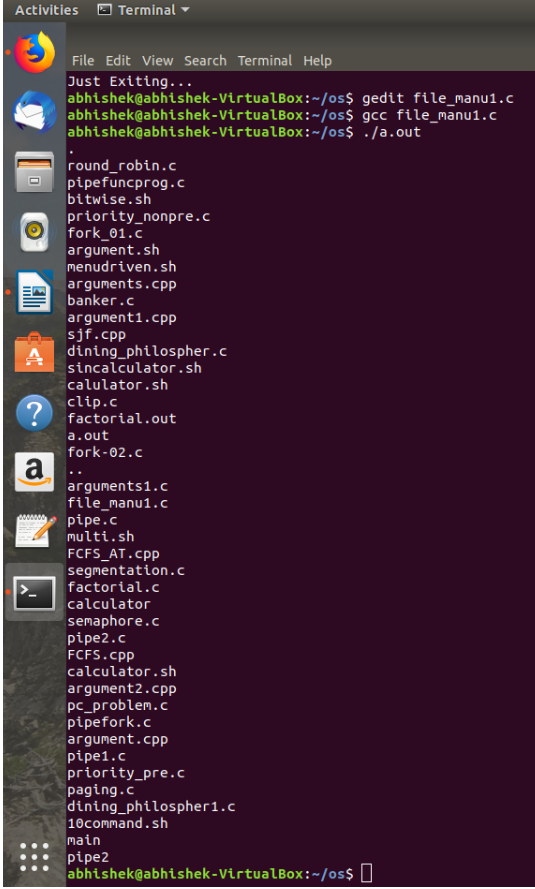 Activities Terminal
File Edit View Search Terminal Help
Just Exiting...
abhishek@abhishek-VirtualBox:~/os$ gedit file_manu1.c
abhishek@abhishek-VirtualBox:~/os$ gcc file_manu1.c
abhishek@abhishek-VirtualBox:~/os$ ./a.out
.
round_robin.c
pipefuncprog.c
bitwise.sh
priority_nonpre.c
fork_01.c
argument.sh
menudriven.sh
arguments.cpp
banker.c
argument1.cpp
sjf.cpp
dining_philospher.c
sincalculator.sh
calulator.sh
clip.c
factorial.out
a.out
fork-02.c
..
arguments1.c
file_manu1.c
pipe.c
multi.sh
FCFS_AT.cpp
segmentation.c
factorial.c
calculator
semaphore.c
pipe2.c
FCFS.cpp
calculator.sh
argument2.cpp
pc_problem.c
pipefork.c
argument.cpp
pipe1.c
priority_pre.c
paging.c
dining_philospher1.c
10command.sh
main
pipe2
abhishek@abhishek-VirtualBox:~/os$